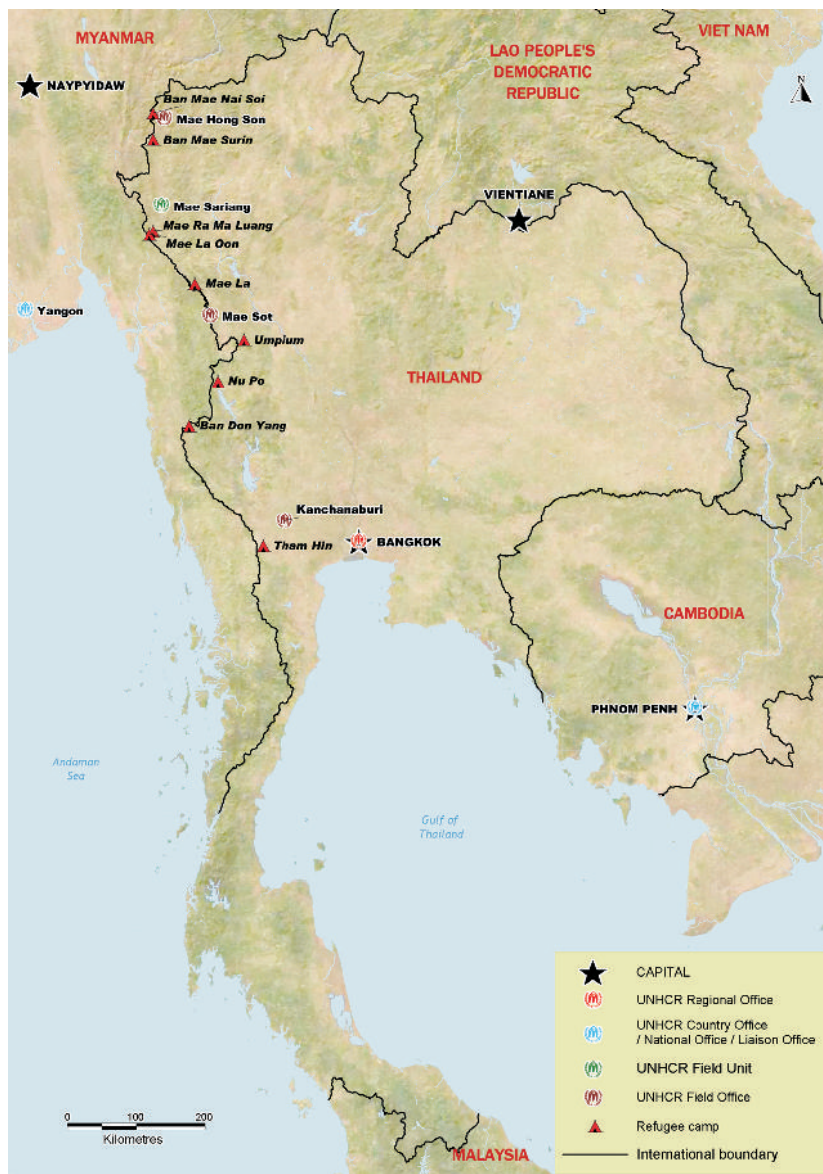 MYANMAR
VIET NAM
LAO PEOPLE'S
DEMOCRATIC
REPUBLIC
N
NAYPYIDAW
Ban Mae Nai Soi
Mae Hong Son
Ban Mae Surin
VIENTIANE
Mae Sariang
Mae Ra Ma Luang
Mae La Oon
Mae La
Yangon
Mae Sot
Umpium
THAILAND
Nu Po
Ban Don Yang
Kanchanaburi
BANGKOK
Tham Hin
CAMBODIA
PHNOM PENH
Andaman
Sea
Gulf of
Thailand
CAPITAL
UNHCR Regional Office
UNHCR Country Office
/ National Office / Liaison Office
UNHCR Field Unit
UNHCR Field Office
Refugee camp
International boundary
0 100 200
Kilometres
MALAYSIA